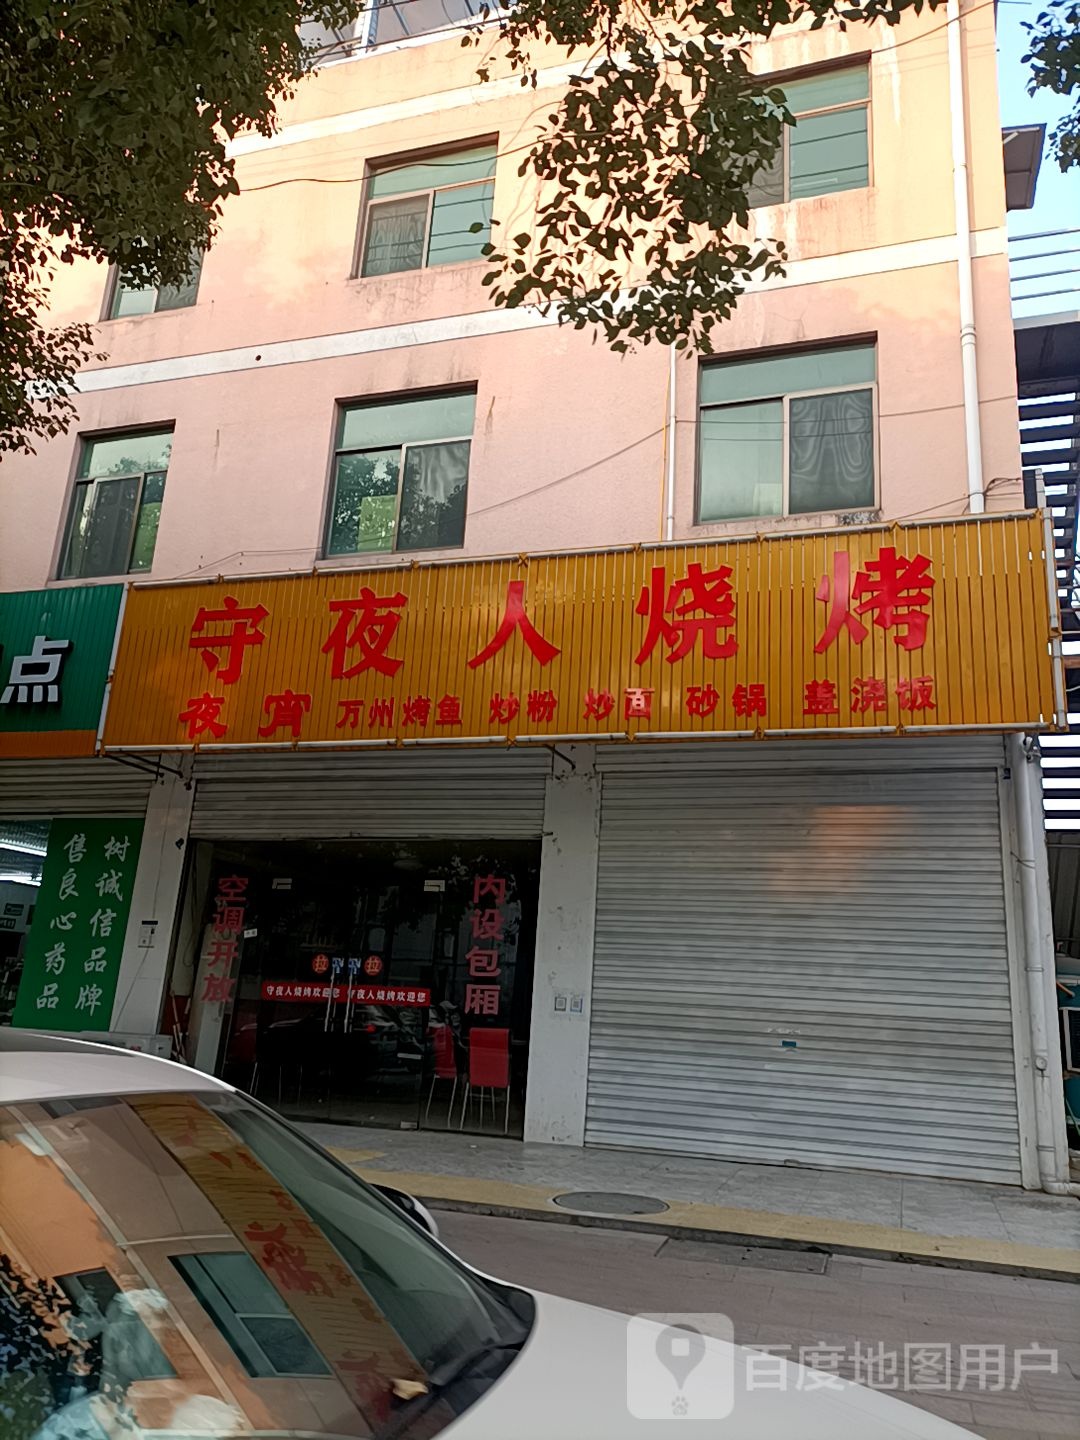 守夜人烧烤
夜宵 万州烤鱼 炒粉 炒面 砂锅 盖浇饭
点
树诚信品牌
售良心药品
空调开放
内设包厢
拉 拉
守夜人烧烤欢迎您 守夜人烧烤欢迎您
百度地图用户